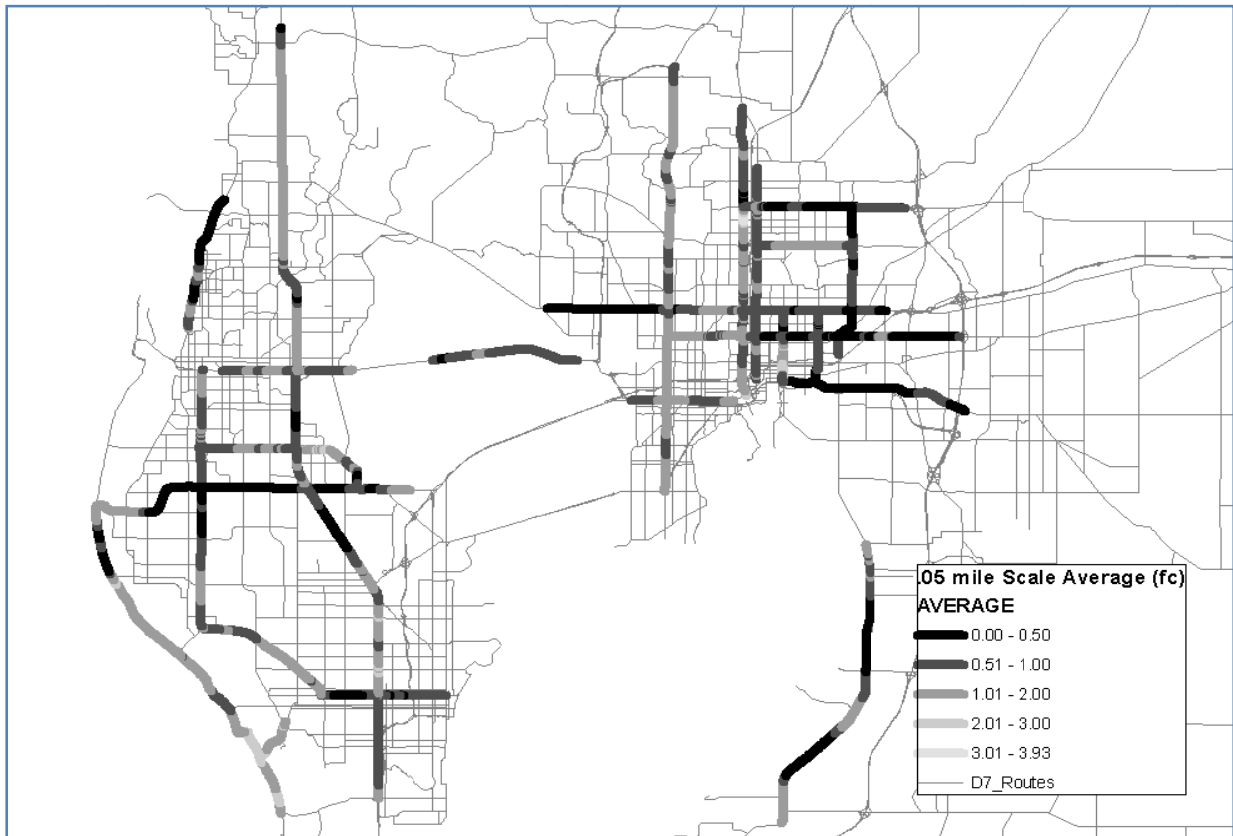 .05 mile Scale Average (fc)
AVERAGE
0.00 - 0.50
0.51 - 1.00
1.01 - 2.00
2.01 - 3.00
3.01 - 3.93
D7_Routes